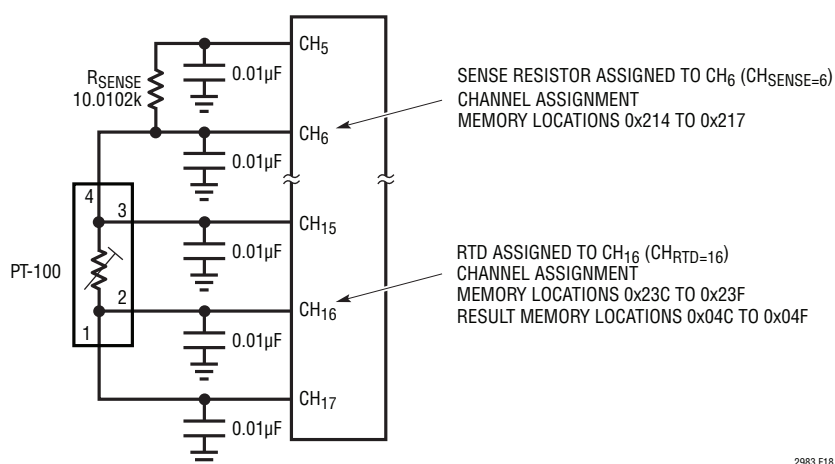 CH5
RSENSE
10.0102k
0.01µF
CH6
0.01µF
SENSE RESISTOR ASSIGNED TO CH6 (CHSENSE=6)
CHANNEL ASSIGNMENT
MEMORY LOCATIONS 0x214 TO 0x217
4
3
CH15
0.01µF
PT-100
2
1
CH16
0.01µF
RTD ASSIGNED TO CH16 (CHRTD=16)
CHANNEL ASSIGNMENT
MEMORY LOCATIONS 0x23C TO 0x23F
RESULT MEMORY LOCATIONS 0x04C TO 0x04F
CH17
0.01µF
2983 F18